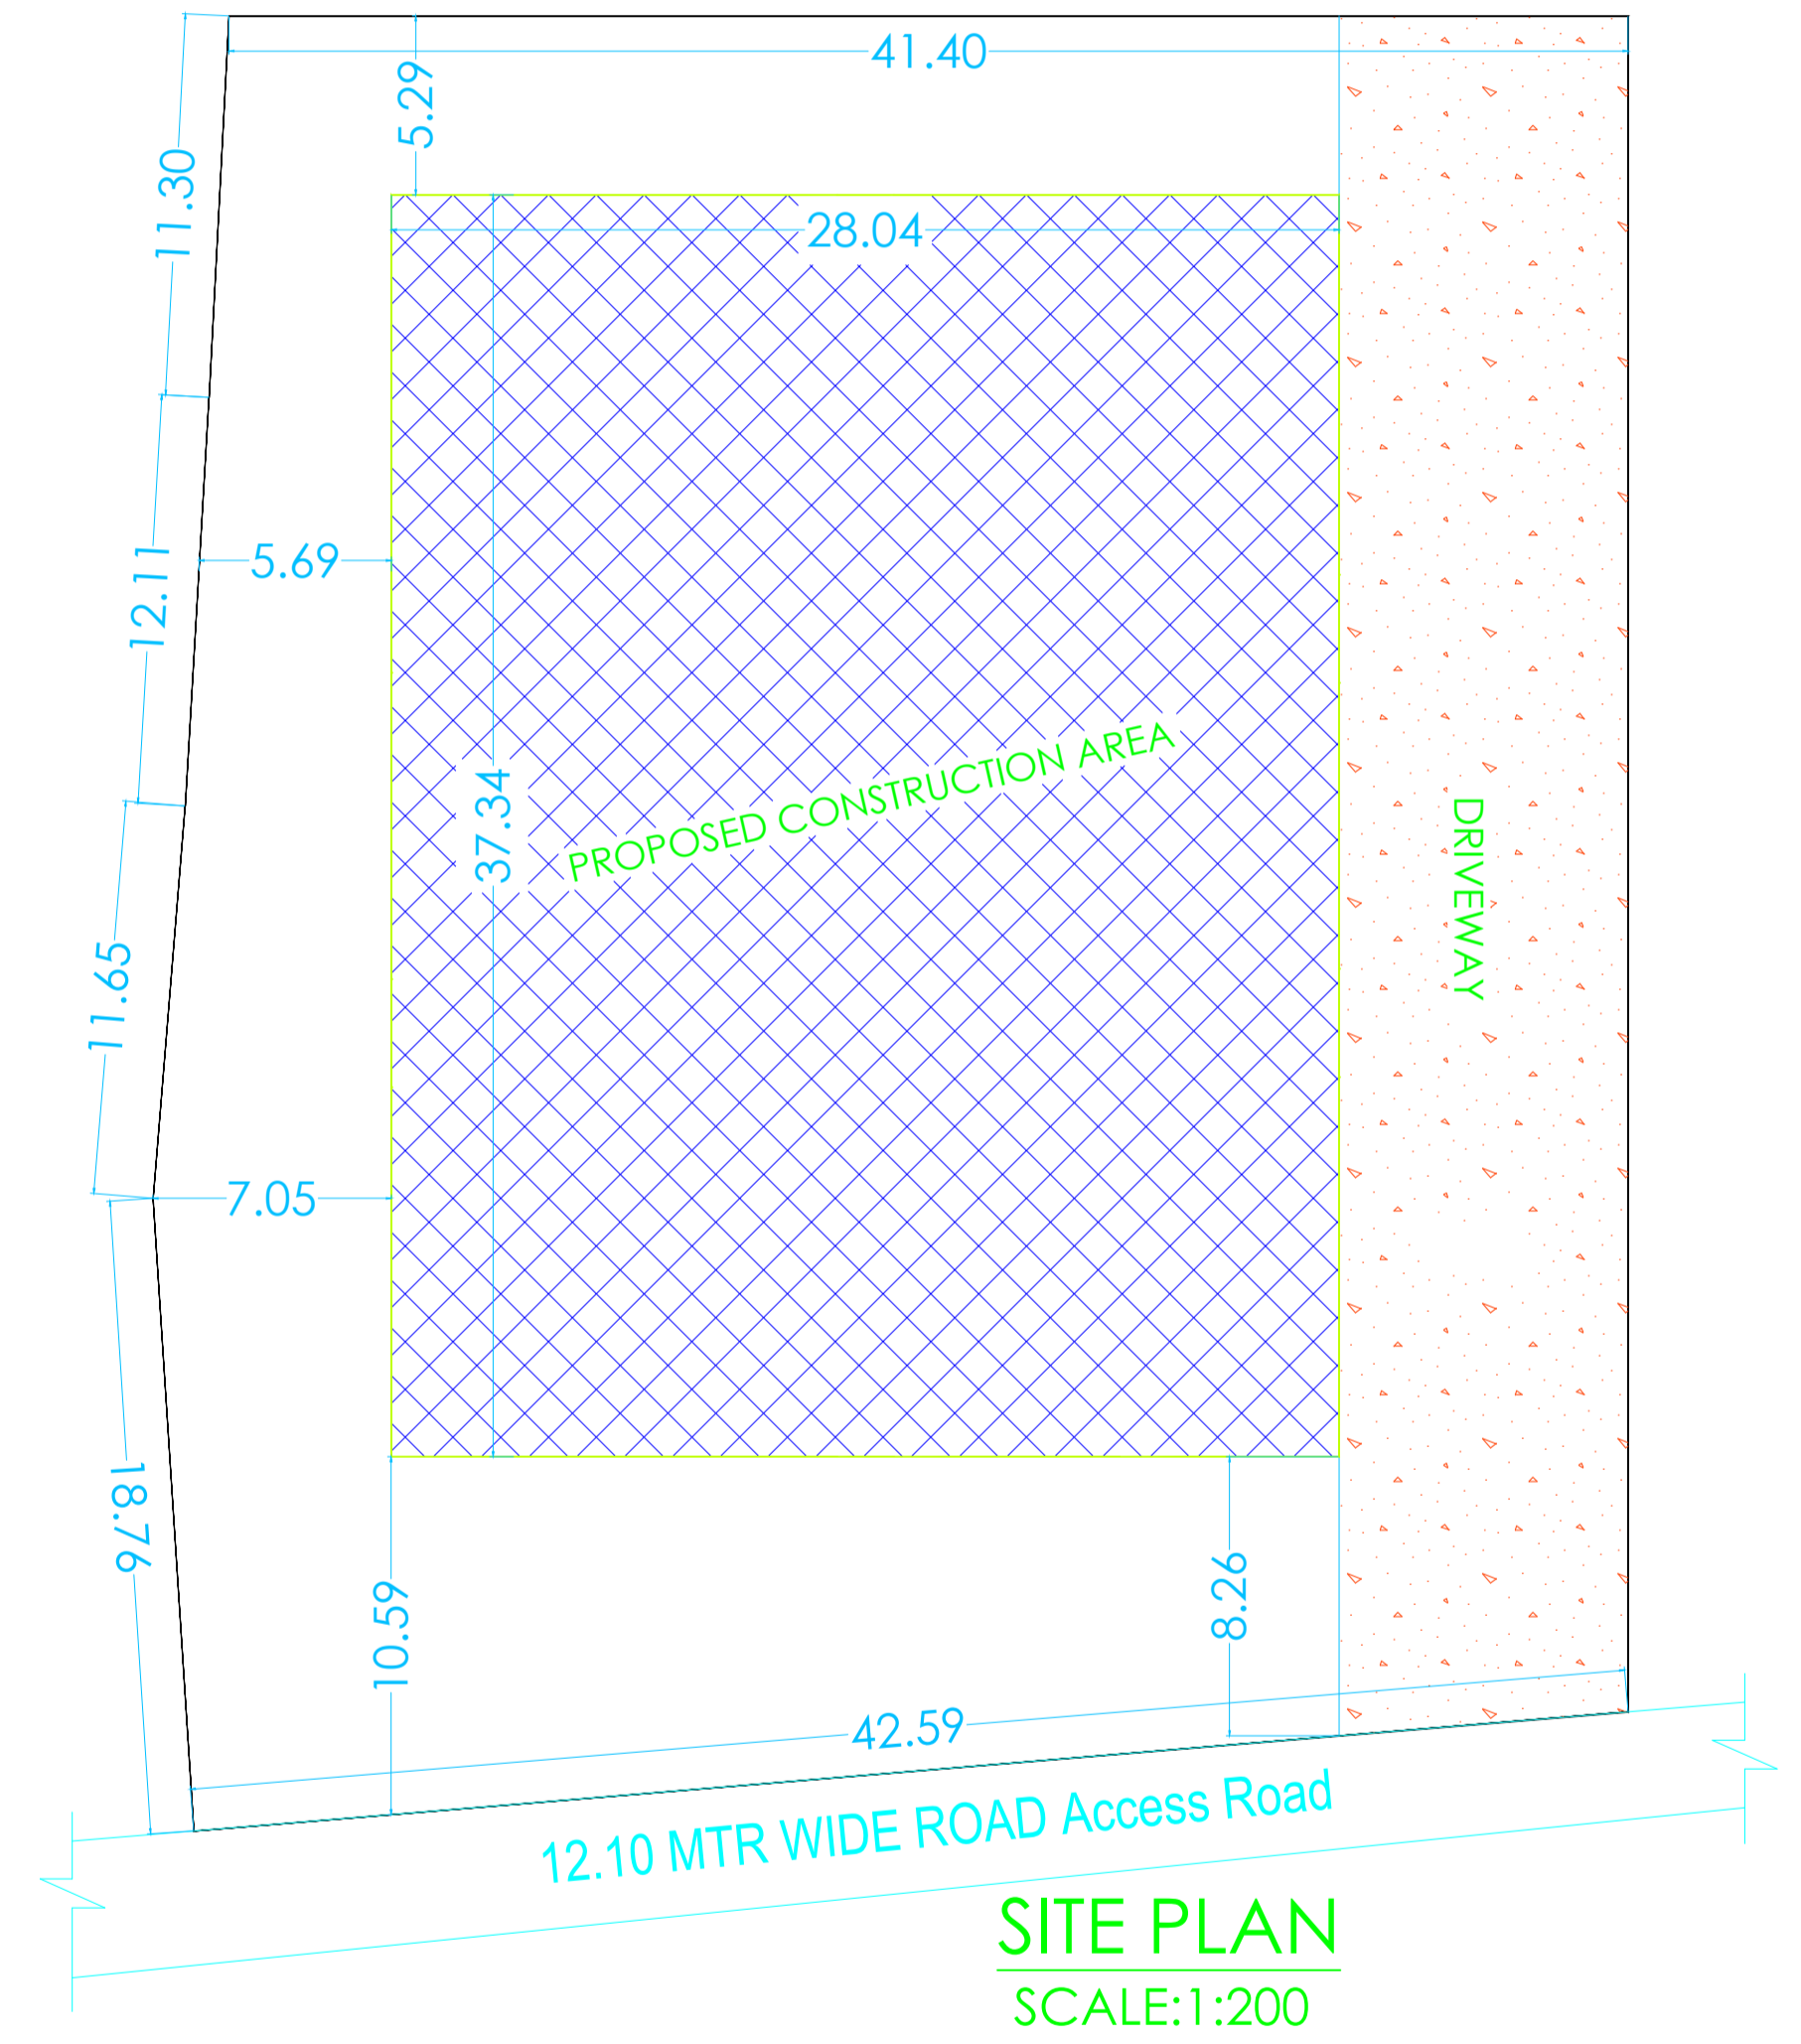 41.40
5.29
11.30
28.04
12.11
5.69
37.34
PROPOSED CONSTRUCTION AREA
DRIVEWAY
11.65
7.05
18.76
10.59
8.26
42.59
12.10 MTR WIDE ROAD Access Road
SITE PLAN
SCALE:1:200